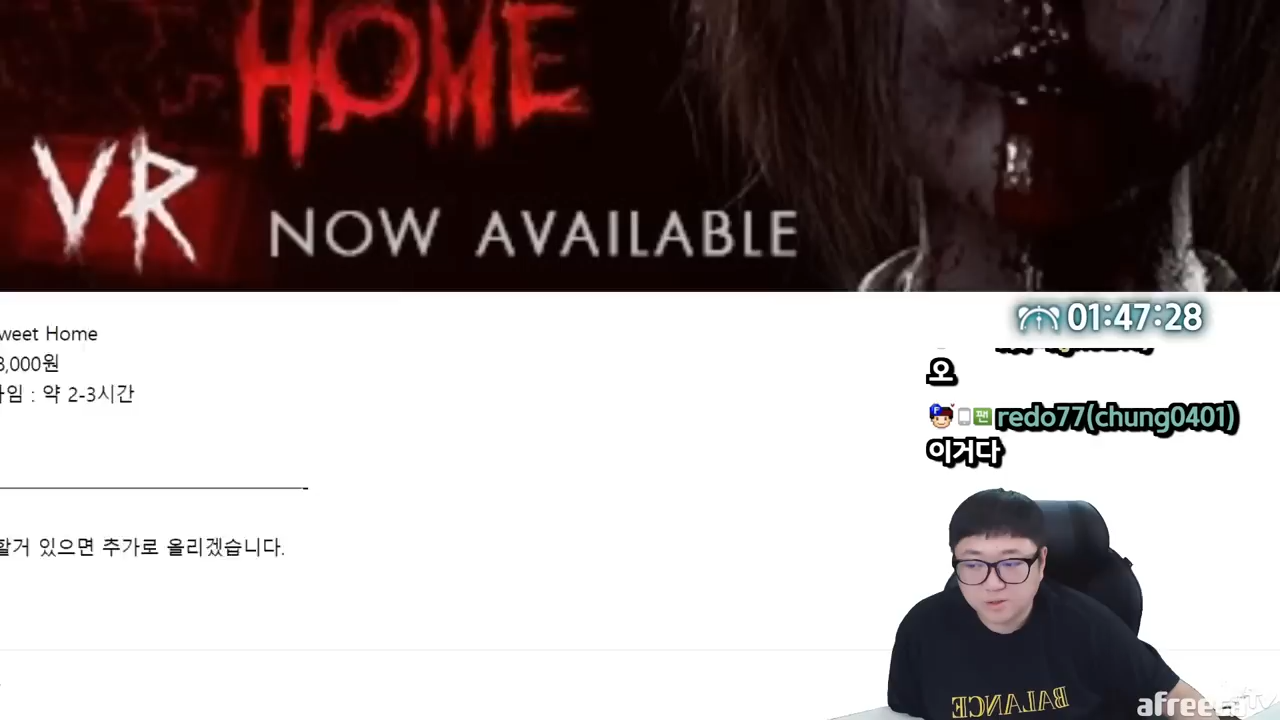 HOME
VR
NOW AVAILABLE
weet Home
8,000원
타임 : 약 2-3시간
할거 있으면 추가로 올리겠습니다.
01:47:28
오
redo77(chung0401)
이거다
BALANCE
afreecaTV